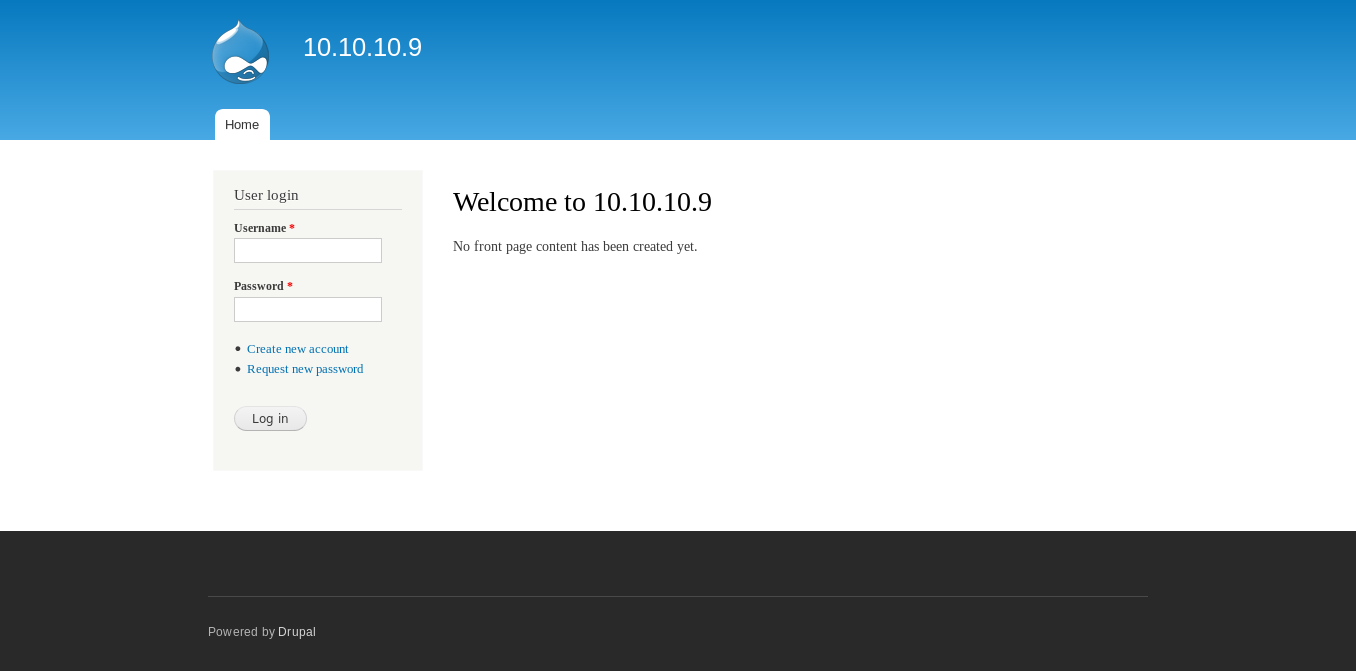 10.10.10.9
Home
User login
Username *
Password *
Create new account
Request new password
Log in
Welcome to 10.10.10.9
No front page content has been created yet.
Powered by Drupal